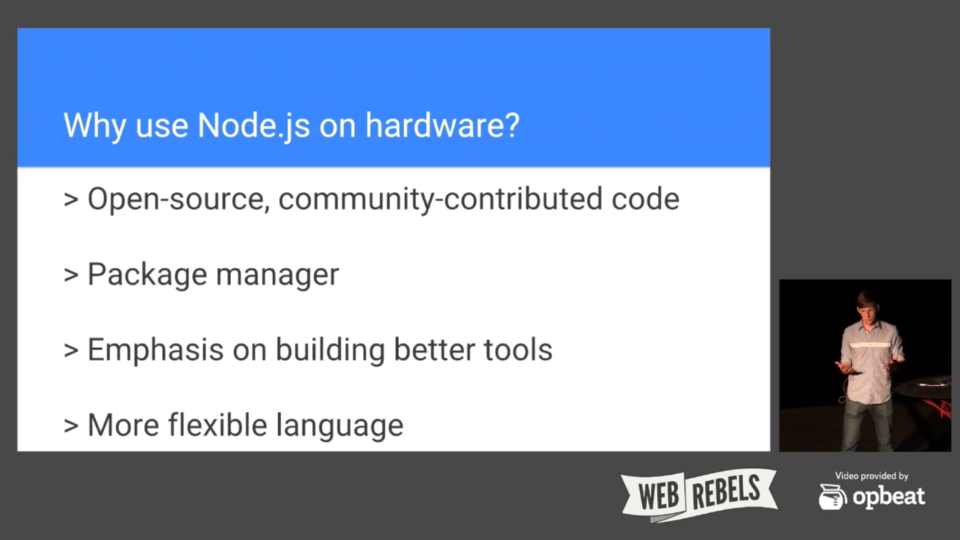 Why use Node.js on hardware?
> Open-source, community-contributed code
> Package manager
> Emphasis on building better tools
> More flexible language
WEB REBELS
Video provided by
opbeat